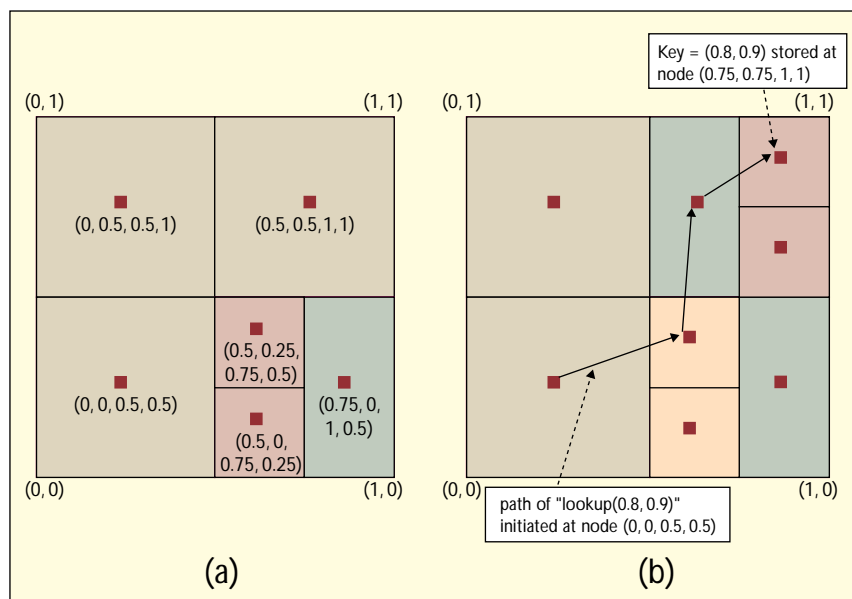 Key = (0.8, 0.9) stored at
node (0.75, 0.75, 1, 1)
(0, 1)
(1, 1)
(0, 1)
(1, 1)
(0, 0.5, 0.5, 1)
(0.5, 0.5, 1, 1)
(0.5, 0.25,
0.75, 0.5)
(0, 0, 0.5, 0.5)
(0.75, 0,
1, 0.5)
(0.5, 0,
0.75, 0.25)
(0, 0)
(1, 0)
(0, 0)
(1, 0)
path of "lookup(0.8, 0.9)"
initiated at node (0, 0, 0.5, 0.5)
(a)
(b)